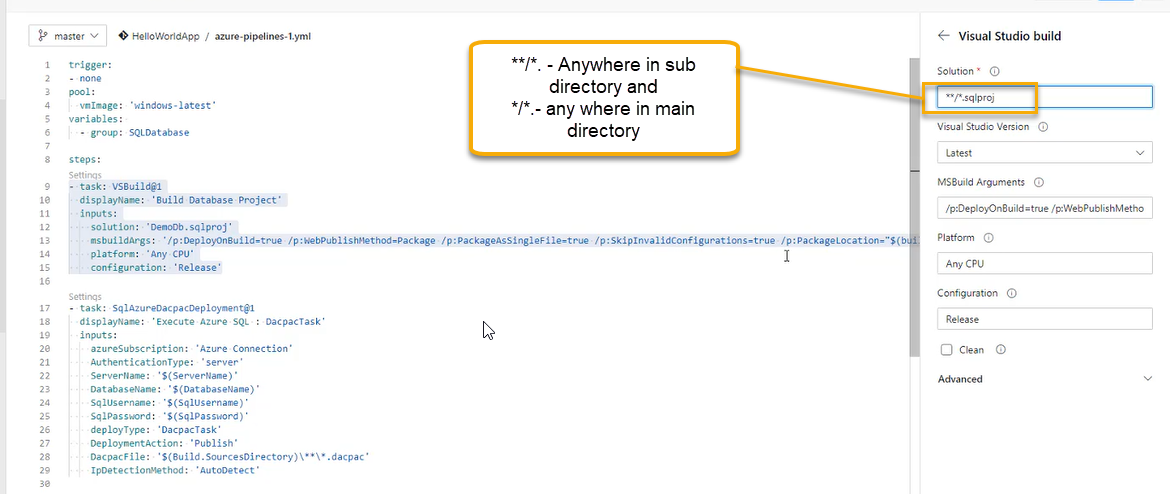 master
HelloWorldApp / azure-pipelines-1.yml
1 trigger:
2 - none
3 pool:
4 vmImage: 'windows-latest'
5 variables:
6 - group: SQLDatabase
7
8 steps:
Settings
9 - task: VSBuild@1
10 displayName: 'Build Database Project'
11 inputs:
12 solution: 'DemoDb.sqlproj'
13 msbuildArgs: '/p:DeployOnBuild=true /p:WebPublishMethod=Package /p:PackageAsSingleFile=true /p:SkipInvalidConfigurations=true /p:PackageLocation="$(bui
14 platform: 'Any CPU'
15 configuration: 'Release'
16
Settings
17 - task: SqlAzureDacpacDeployment@1
18 displayName: 'Execute Azure SQL : DacpacTask'
19 inputs:
20 azureSubscription: 'Azure Connection'
21 AuthenticationType: 'server'
22 ServerName: '$(ServerName)'
23 DatabaseName: '$(DatabaseName)'
24 SqlUsername: '$(SqlUsername)'
25 SqlPassword: '$(SqlPassword)'
26 deployType: 'DacpacTask'
27 DeploymentAction: 'Publish'
28 DacpacFile: '$(Build.SourcesDirectory)\**\*.dacpac'
29 IpDetectionMethod: 'AutoDetect'
30
**/*. - Anywhere in sub
directory and
*/*.- any where in main
directory
Visual Studio build
Solution *
**/*.sqlproj
Visual Studio Version
Latest
MSBuild Arguments
/p:DeployOnBuild=true /p:WebPublishMetho
Platform
Any CPU
Configuration
Release
Clean
Advanced